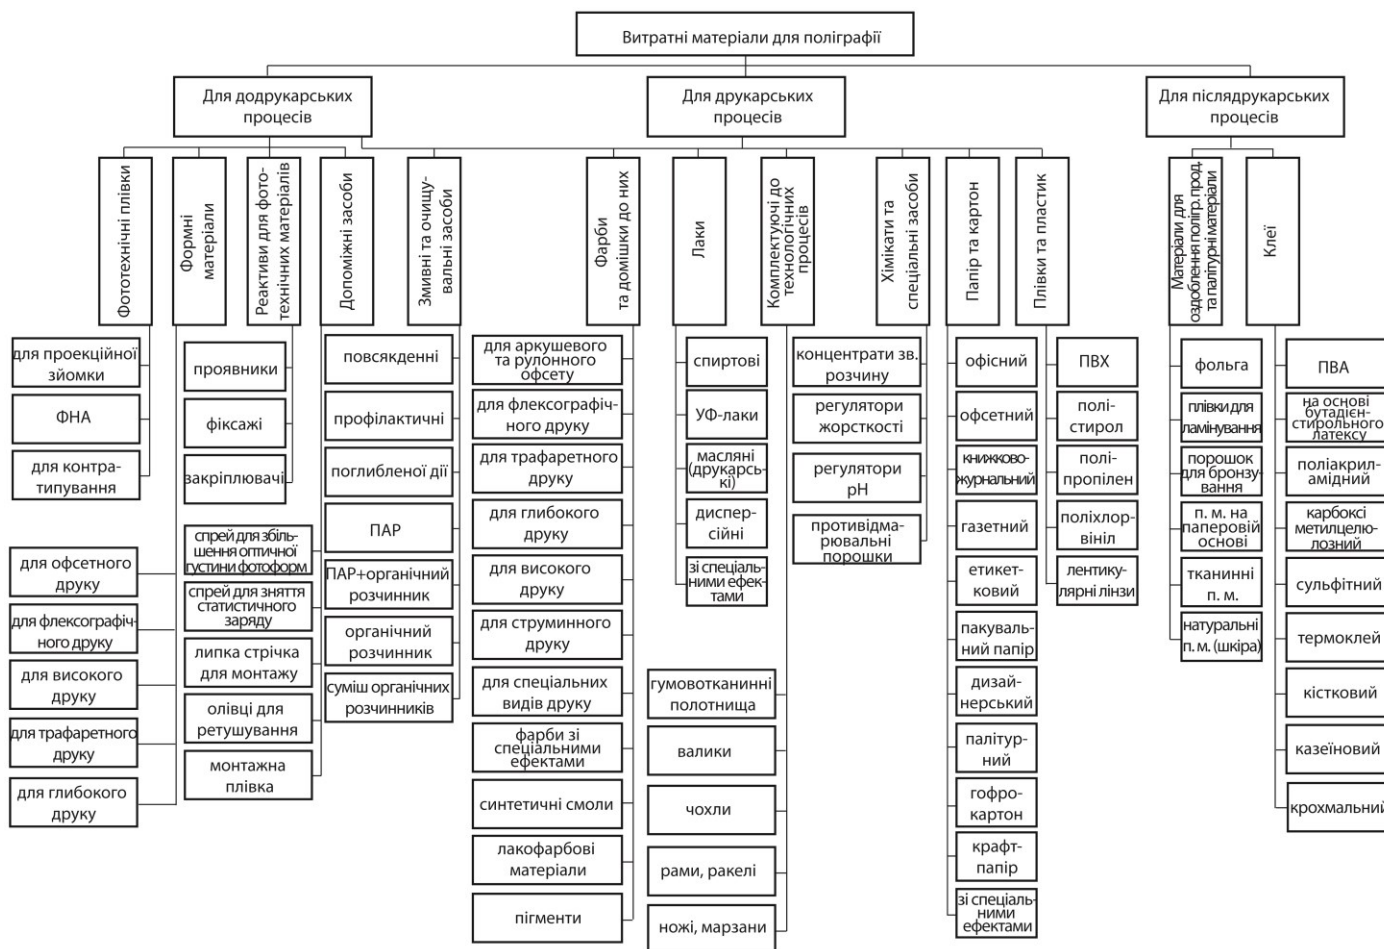 Витратні матеріали для поліграфії
Для додрукарських
процесів
Для друкарських
процесів
Для післядрукарських
процесів
Фототехнічні плівки
Формні
матеріали
Реактиви для фото-
технічних матеріалів
Допоміжні засоби
Змивні та очищу-
вальні засоби
Фарби
та домішки до них
Лаки
Комплектуючі до
технологічних
процесів
Хімікати та
спеціальні засоби
Папір та картон
Плівки та пластик
Матеріали для
оздоблення полігр. прод.
та палітурні матеріали
Клеї
для проекційної
зйомки
ФНА
для контра-
типування
для офсетного
друку
для флексографіч-
ного друку
для високого
друку
для трафаретного
друку
для глибокого
друку
проявники
фіксажі
закріплювачі
спрей для збіль-
шення оптичної
густини фотоформ
спрей для зняття
статистичного
заряду
липка стрічка
для монтажу
олівці для
ретушування
монтажна
плівка
повсякденні
профілактичні
поглибленої дії
ПАР
ПАР+органічний
розчинник
органічний
розчинник
суміш органічних
розчинників
для аркушевого
та рулонного
офсету
для флексографіч-
ного друку
для трафаретного
друку
для глибокого
друку
для високого
друку
для струминного
друку
для спеціальних
видів друку
фарби зі
спеціальними
ефектами
синтетичні смоли
лакофарбові
матеріали
пігменти
спиртові
УФ-лаки
масляні
(друкарсь-
кі)
диспер-
сійні
зі спеціаль-
ними ефек-
тами
гумовотканинні
полотнища
валики
чохли
рами, ракелі
ножі, марзани
концентрати зв.
розчину
регулятори
жорсткості
регулятори
pH
противідма-
рювальні
порошки
офісний
офсетний
книжково-
журнальний
газетний
етикет-
ковий
пакуваль-
ний папір
дизай-
нерський
палітур-
ний
гофро-
картон
крафт-
папір
зі спеціаль-
ними
ефектами
ПВХ
полі-
стирол
полі-
пропілен
поліхлор-
вініл
лентику-
лярні лінзи
фольга
плівки для
ламінування
порошок
для бронзу-
вання
п. м. на
паперовій
основі
тканинні
п. м.
натуральні
п. м. (шкіра)
ПВА
на основі
бутадієн-
стирольного
латексу
поліакрил-
амідний
карбоксі
метилцелю-
лозний
сульфітний
термоклей
кістковий
казеїновий
крохмальний